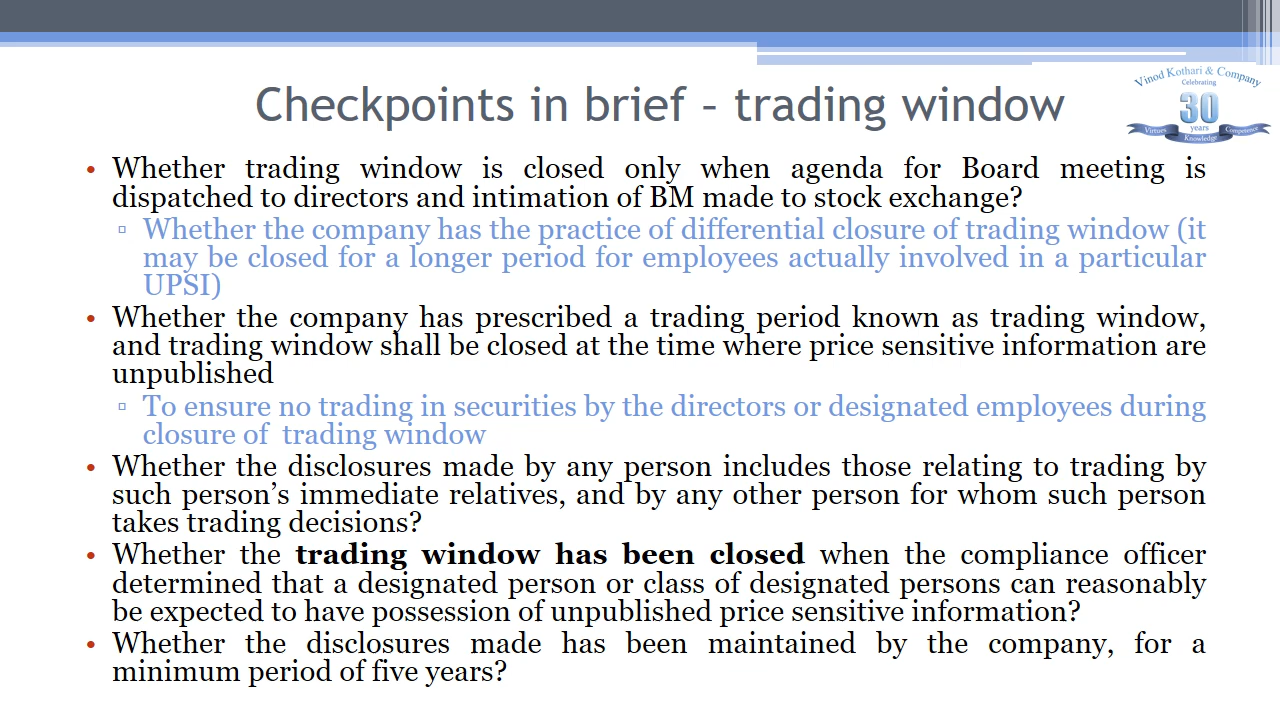 Checkpoints in brief – trading window
Vinod Kothari & Company
Celebrating
30
years
Virtues
Knowledge
Competence
• Whether trading window is closed only when agenda for Board meeting is
dispatched to directors and intimation of BM made to stock exchange?
▫ Whether the company has the practice of differential closure of trading window (it
may be closed for a longer period for employees actually involved in a particular
UPSI)
• Whether the company has prescribed a trading period known as trading window,
and trading window shall be closed at the time where price sensitive information are
unpublished
▫ To ensure no trading in securities by the directors or designated employees during
closure of  trading window
• Whether the disclosures made by any person includes those relating to trading by
such person’s immediate relatives, and by any other person for whom such person
takes trading decisions?
• Whether the trading window has been closed when the compliance officer
determined that a designated person or class of designated persons can reasonably
be expected to have possession of unpublished price sensitive information?
• Whether the disclosures made has been maintained by the company, for a
minimum period of five years?